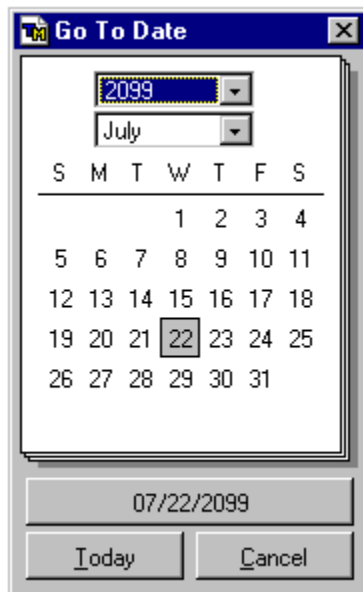 Go To Date
2099
July
S M T W T F S
1 2 3 4
5 6 7 8 9 10 11
12 13 14 15 16 17 18
19 20 21 22 23 24 25
26 27 28 29 30 31
07/22/2099
Today Cancel